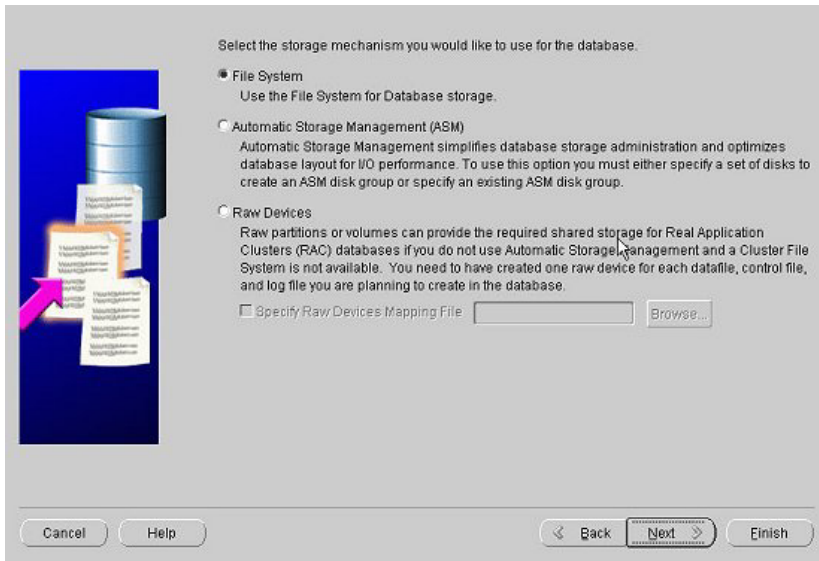 Select the storage mechanism you would like to use for the database.
File System
Use the File System for Database storage.
Automatic Storage Management (ASM)
Automatic Storage Management simplifies database storage administration and optimizes
database layout for I/O performance. To use this option you must either specify a set of disks to
create an ASM disk group or specify an existing ASM disk group.
Raw Devices
Raw partitions or volumes can provide the required shared storage for Real Application
Clusters (RAC) databases if you do not use Automatic Storage Management and a Cluster File
System is not available. You need to have created one raw device for each datafile, control file,
and log file you are planning to create in the database.
Specify Raw Devices Mapping File Browse...
Cancel Help Back Next Finish